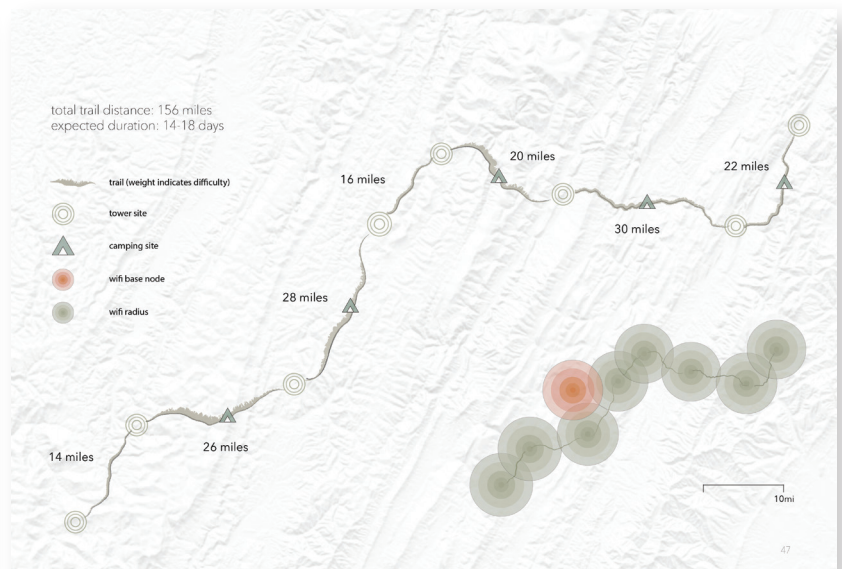 total trail distance: 156 miles
expected duration: 14-18 days
trail (weight indicates difficulty)
tower site
camping site
wifi base node
wifi radius
16 miles
20 miles
22 miles
30 miles
28 miles
26 miles
14 miles
10mi
47